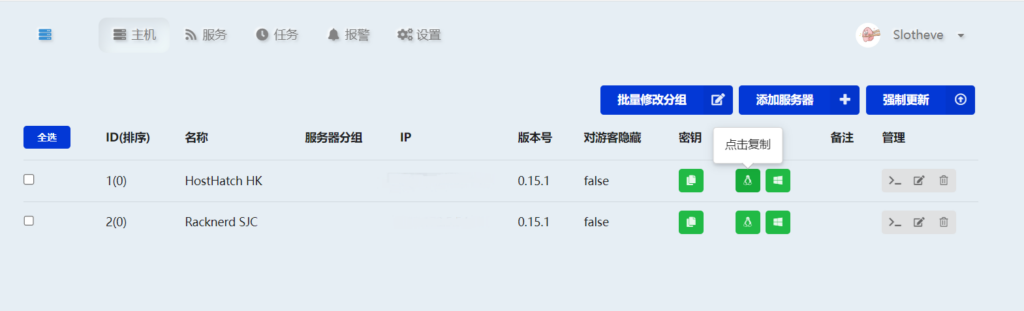 主机 服务 任务 报警 设置 Slotheve
批量修改分组 添加服务器 强制更新
全选 ID(排序) 名称 服务器分组 IP 版本号 对游客隐藏 密钥 备注 管理
点击复制
1(0) HostHatch HK 0.15.1 false
2(0) Racknerd SJC 0.15.1 false